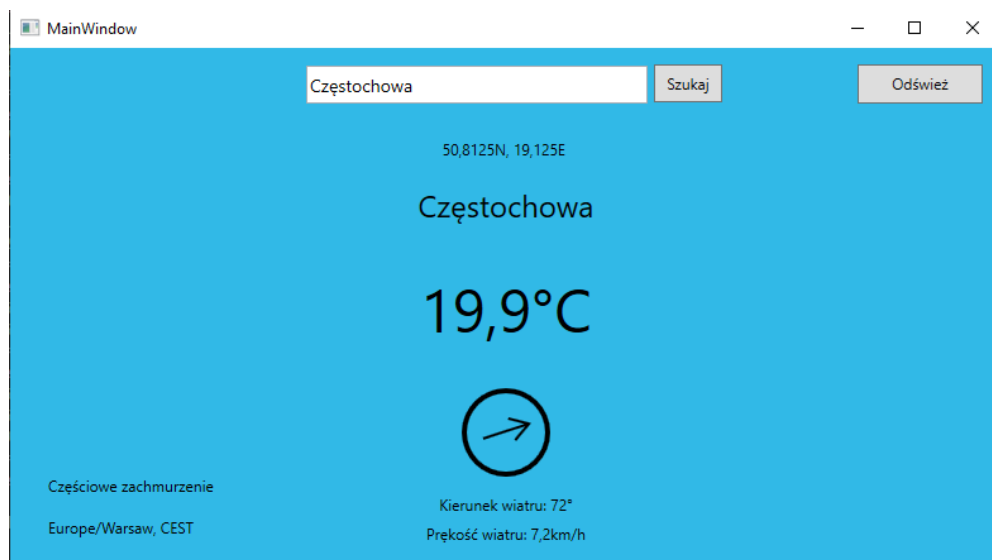 MainWindow
Częstochowa
Szukaj
Odśwież
50,8125N, 19,125E
Częstochowa
19,9°C
Częściowe zachmurzenie
Kierunek wiatru: 72°
Europe/Warsaw, CEST
Prękość wiatru: 7,2km/h